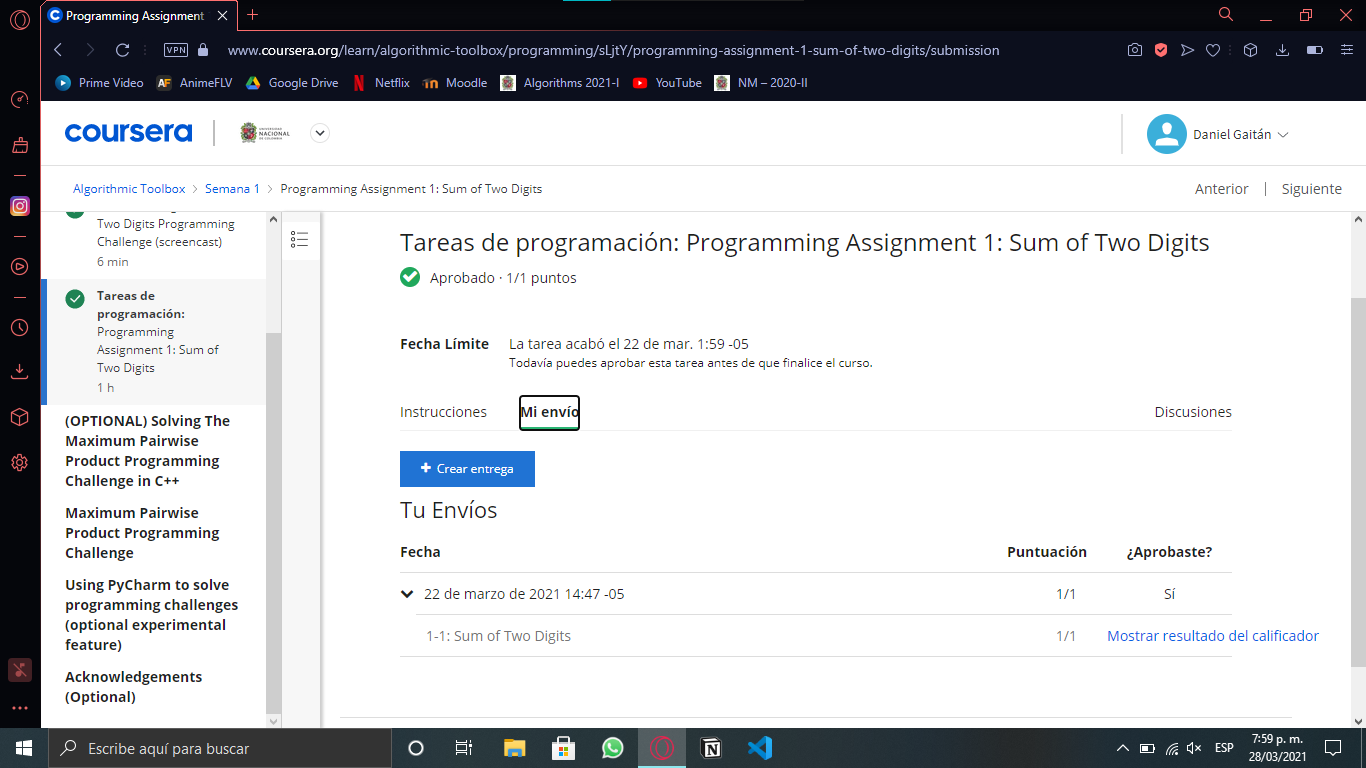 Programming Assignment
VPN
www.coursera.org/learn/algorithmic-toolbox/programming/sLjtY/programming-assignment-1-sum-of-two-digits/submission
Prime Video
AF AnimeFLV
Google Drive
N Netflix
Moodle
Algorithms 2021-I
YouTube
NM – 2020-II
coursera
UNIVERSIDAD
NACIONAL
DE COLOMBIA
Daniel Gaitán
Algorithmic Toolbox > Semana 1 > Programming Assignment 1: Sum of Two Digits
Anterior | Siguiente
Two Digits Programming
Challenge (screencast)
6 min
Tareas de
programación:
Programming
Assignment 1: Sum of
Two Digits
1 h
(OPTIONAL) Solving The
Maximum Pairwise
Product Programming
Challenge in C++
Maximum Pairwise
Product Programming
Challenge
Using PyCharm to solve
programming challenges
(optional experimental
feature)
Acknowledgements
(Optional)
Tareas de programación: Programming Assignment 1: Sum of Two Digits
Aprobado · 1/1 puntos
Fecha Límite La tarea acabó el 22 de mar. 1:59 -05
Todavía puedes aprobar esta tarea antes de que finalice el curso.
Instrucciones
Mi envío
Discusiones
+ Crear entrega
Tu Envíos
Fecha Puntuación ¿Aprobaste?
22 de marzo de 2021 14:47 -05 1/1 Sí
1-1: Sum of Two Digits 1/1 Mostrar resultado del calificador
Escribe aquí para buscar
ESP
7:59 p. m.
28/03/2021